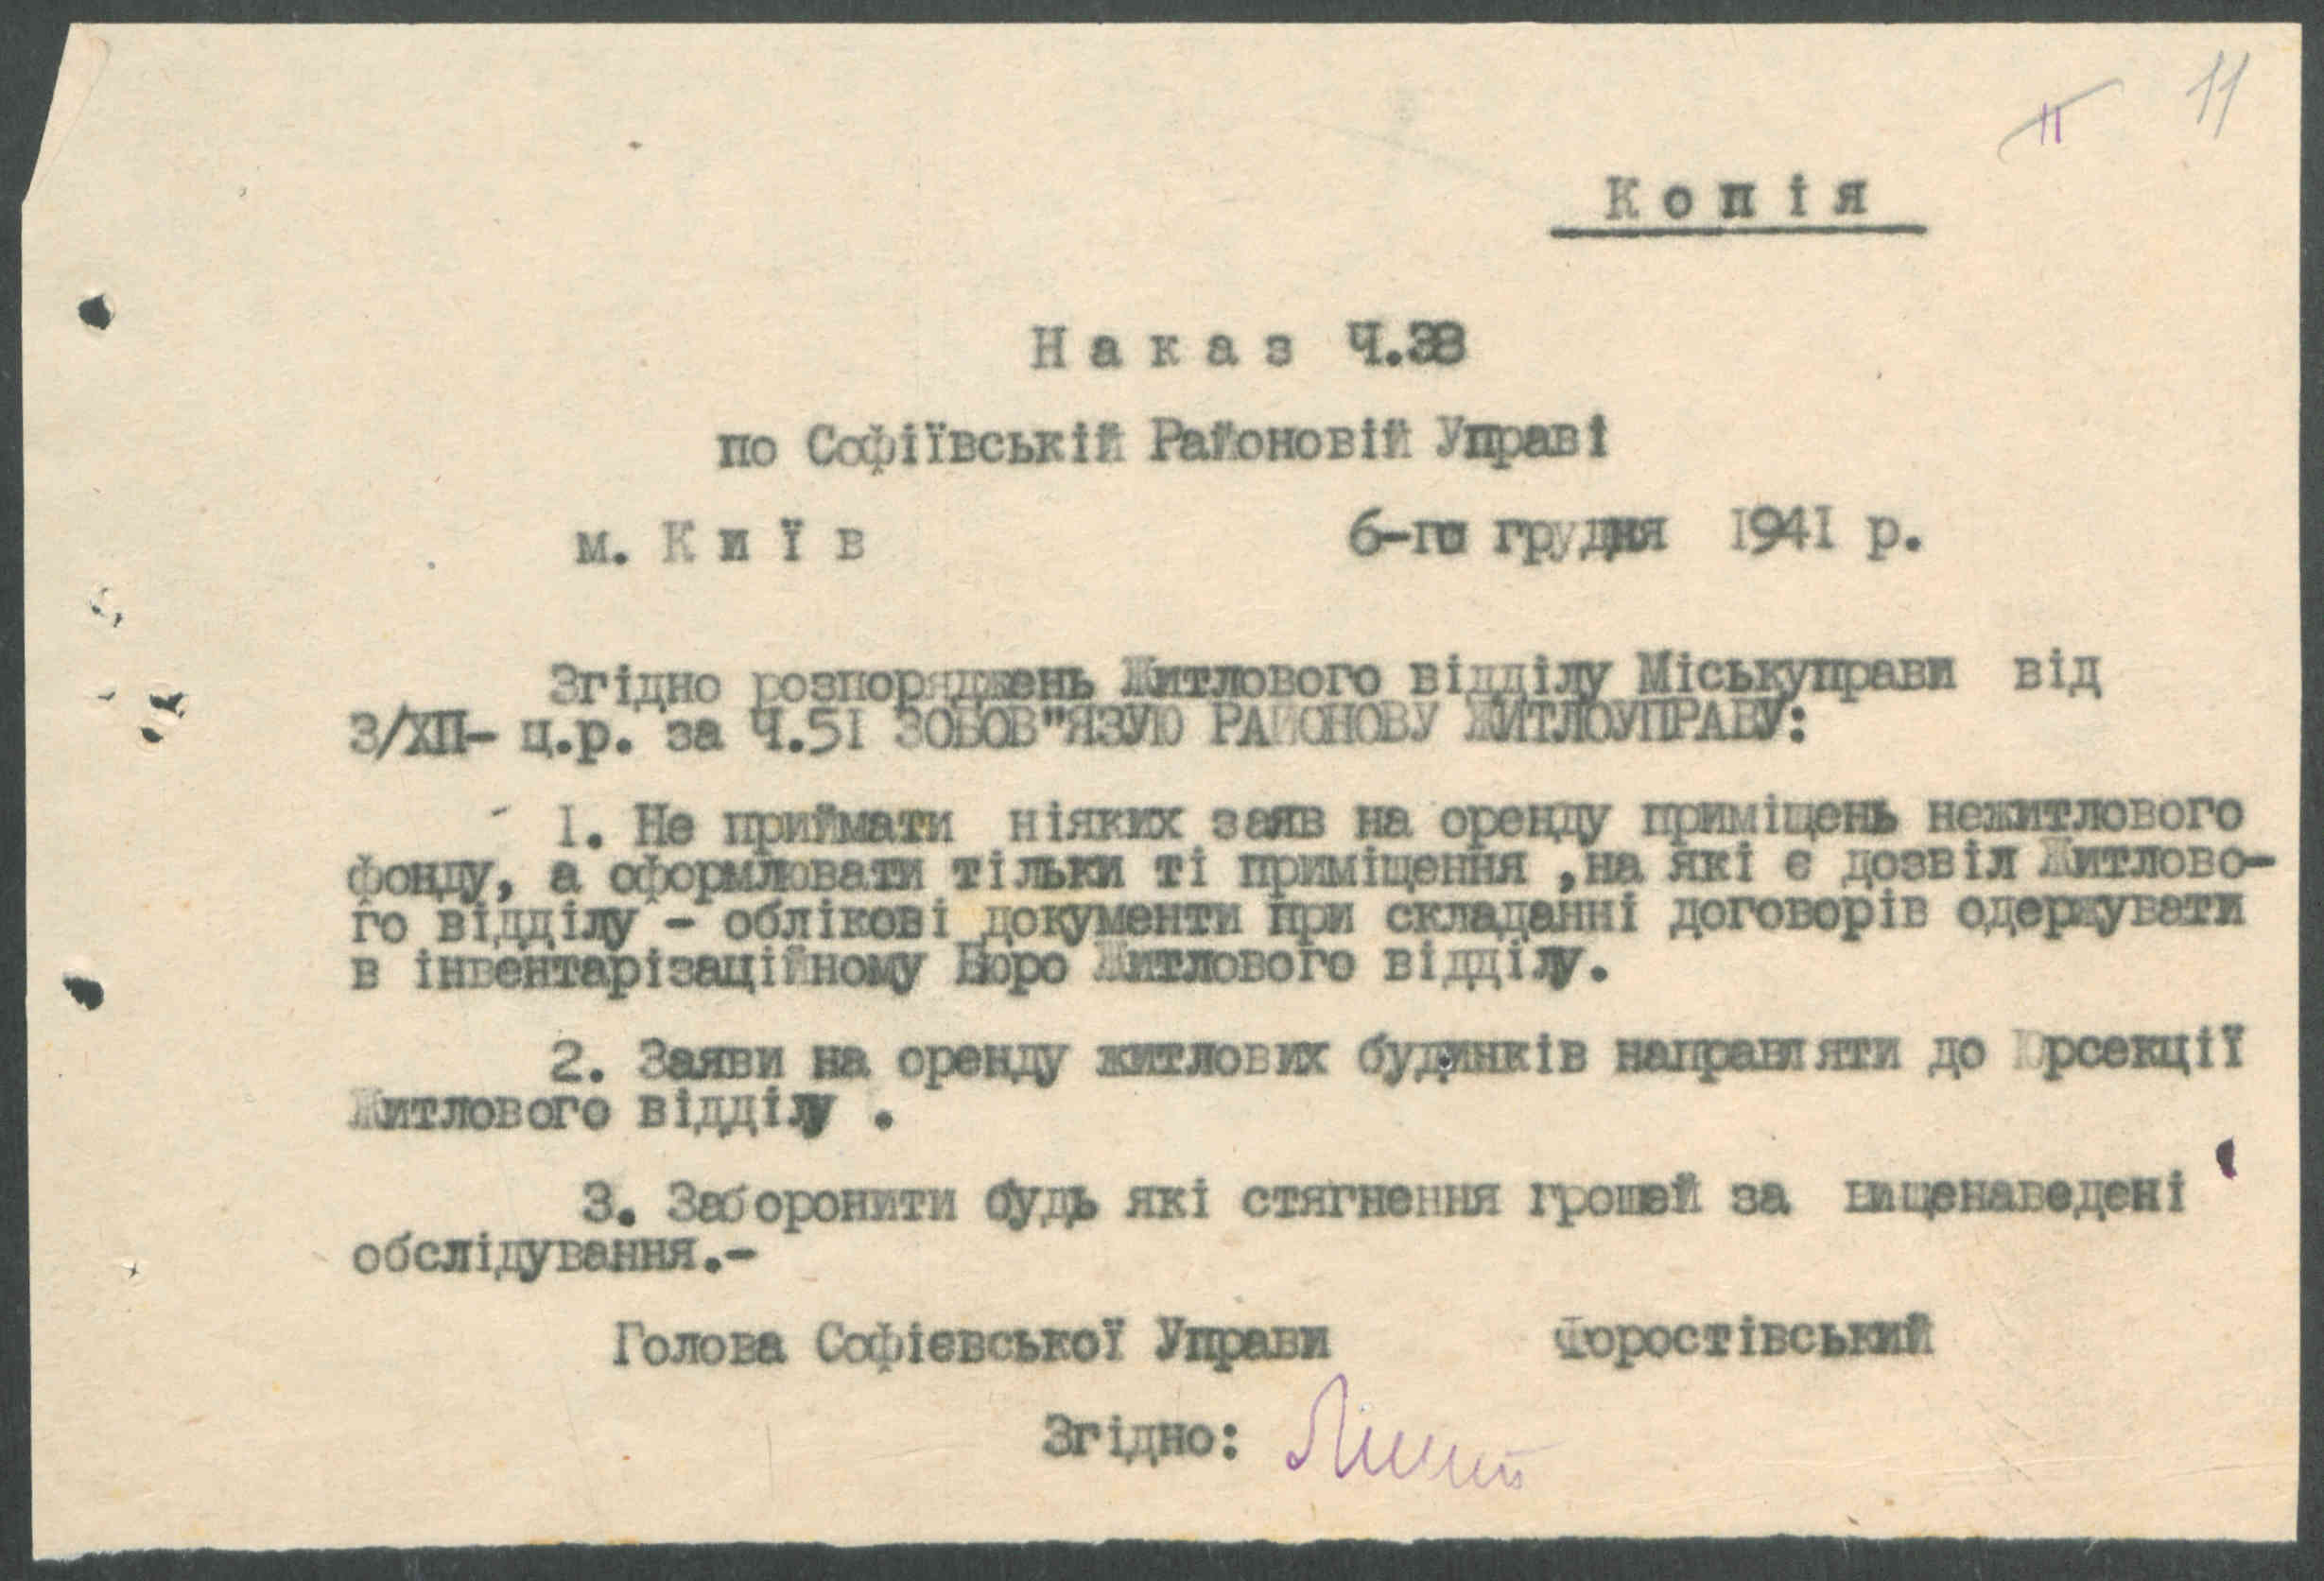 11 11
Копія
Наказ Ч.38
по Софіївській Районовій Управі
м. Київ 6-го грудня 1941 р.
Згідно розпоряджень Житлового відділу Міськуправи від
3/ХП- ц.р. за Ч.51 ЗОБОВ"ЯЗУЮ РАЙОНОВУ ЖИТЛОУПРАВУ:
1. Не приймати ніяких заяв на оренду приміщень нежитлового
фонду, а оформлювати тільки ті приміщення ,на які є дозвіл Житлово-
го відділу - облікові документи при складанні договорів одержувати
в інвентарізаційному Бюро Житлового відділу.
2. Заяви на оренду житлових будинків направляти до Юрсекції
Житлового відділу .
3. Заборонити будь які стягнення грошей за вищенаведені
обслідування.-
Голова Софієвської Управи Форостівський
Згідно: